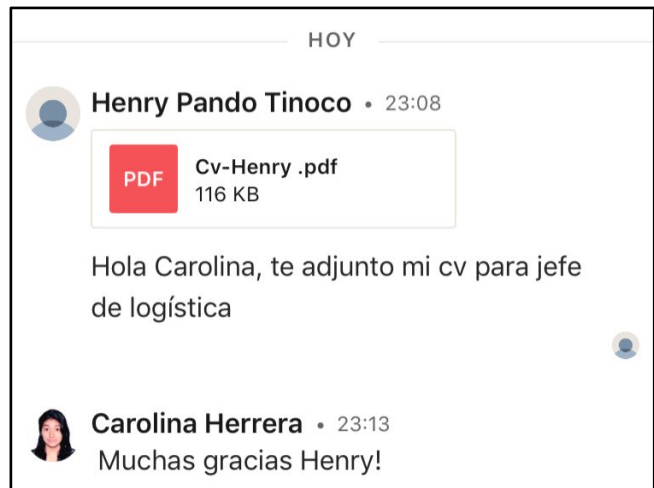 HOY
Henry Pando Tinoco • 23:08
PDF
Cv-Henry .pdf
116 KB
Hola Carolina, te adjunto mi cv para jefe
de logística
Carolina Herrera • 23:13
Muchas gracias Henry!